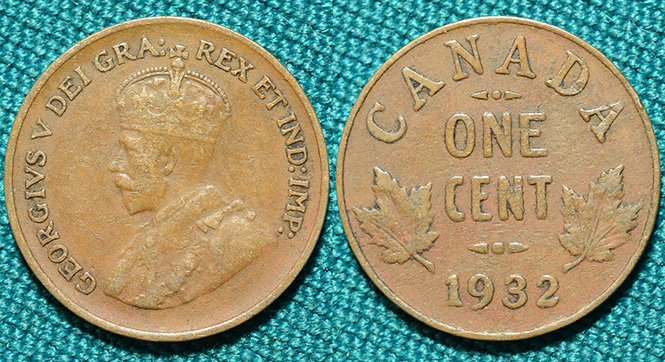 GEORGIVS V DEI GRA: REX ET IND: IMP.
CANADA
ONE
CENT
1932